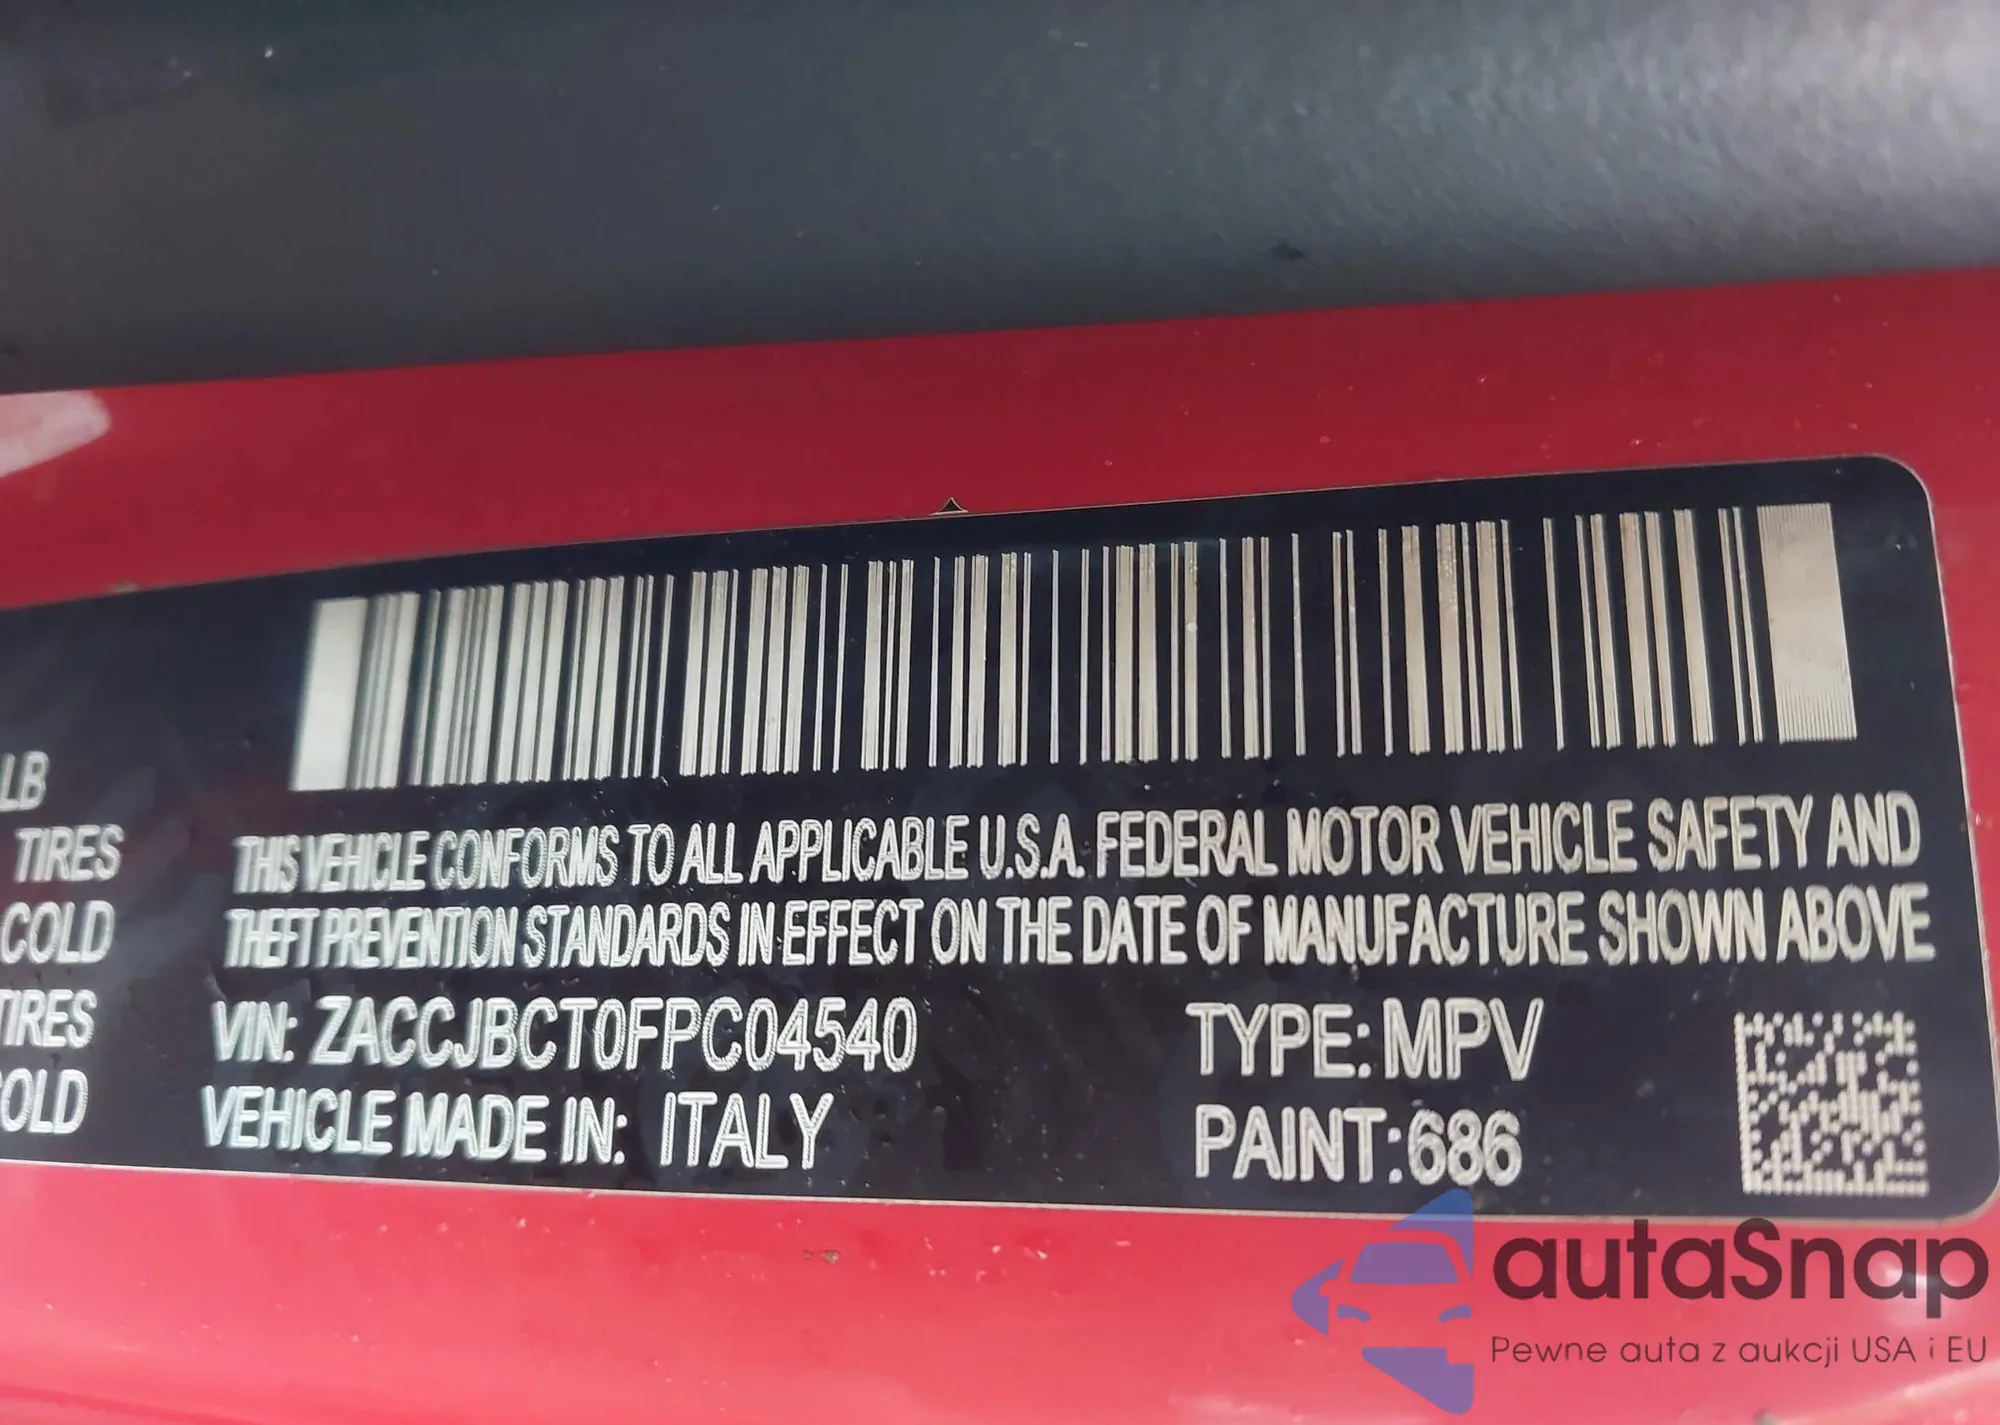 LB
TIRES
COLD
TIRES
COLD
THIS VEHICLE CONFORMS TO ALL APPLICABLE U.S.A. FEDERAL MOTOR VEHICLE SAFETY AND
THEFT PREVENTION STANDARDS IN EFFECT ON THE DATE OF MANUFACTURE SHOWN ABOVE
VIN: ZACCJBCT0FPC04540
TYPE: MPV
VEHICLE MADE IN: ITALY
PAINT: 686
autaSnap
Pewne auta z aukcji USA i EU